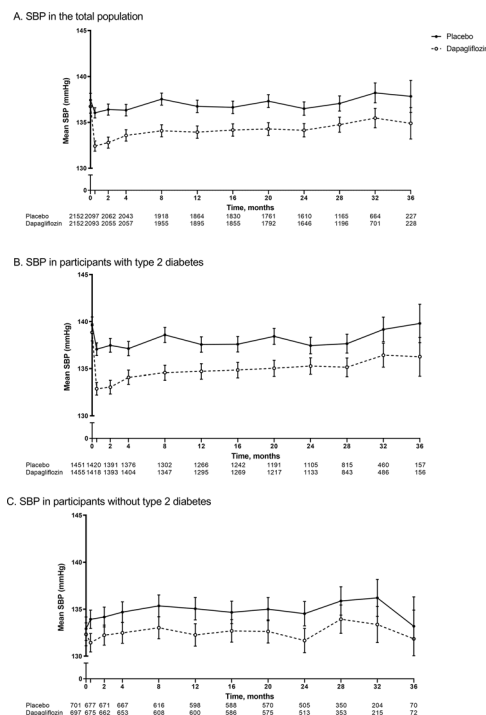 A. SBP in the total population
Placebo
Dapagliflozin
145
140
135
130
0
Mean SBP (mmHg)
0 2 4 8 12 16 20 24 28 32 36
Time, months
Placebo 2152 2097 2062 2043 1918 1864 1830 1761 1610 1165 664 227
Dapagliflozin 2152 2093 2055 2057 1955 1895 1855 1792 1646 1196 701 228
B. SBP in participants with type 2 diabetes
145
140
135
130
0
Mean SBP (mmHg)
0 2 4 8 12 16 20 24 28 32 36
Time, months
Placebo 1451 1420 1391 1376 1302 1266 1242 1191 1105 815 460 157
Dapagliflozin 1455 1418 1393 1404 1347 1295 1269 1217 1133 843 486 156
C. SBP in participants without type 2 diabetes
145
140
135
130
0
Mean SBP (mmHg)
0 2 4 8 12 16 20 24 28 32 36
Time, months
Placebo 701 677 671 667 616 598 588 570 505 350 204 70
Dapagliflozin 697 675 662 653 608 600 586 575 513 353 215 72